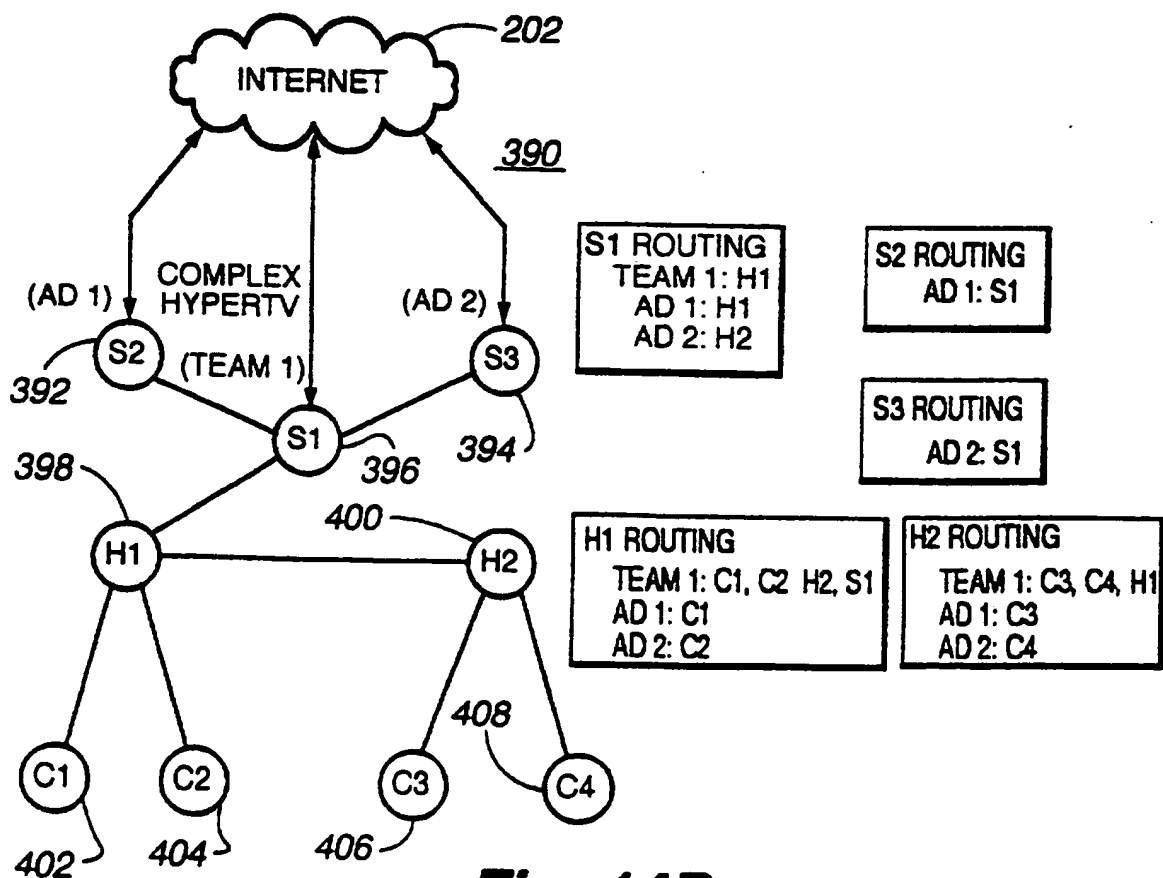 202
INTERNET
390
COMPLEX
HYPERTV
(AD 1)
(AD 2)
(TEAM 1)
S2
S3
S1
392
394
396
398
400
H1
H2
C1
C2
C3
C4
402
404
406
408
S1 ROUTING
TEAM 1: H1
AD 1: H1
AD 2: H2
S2 ROUTING
AD 1: S1
S3 ROUTING
AD 2: S1
H1 ROUTING
TEAM 1: C1, C2 H2, S1
AD 1: C1
AD 2: C2
H2 ROUTING
TEAM 1: C3, C4, H1
AD 1: C3
AD 2: C4